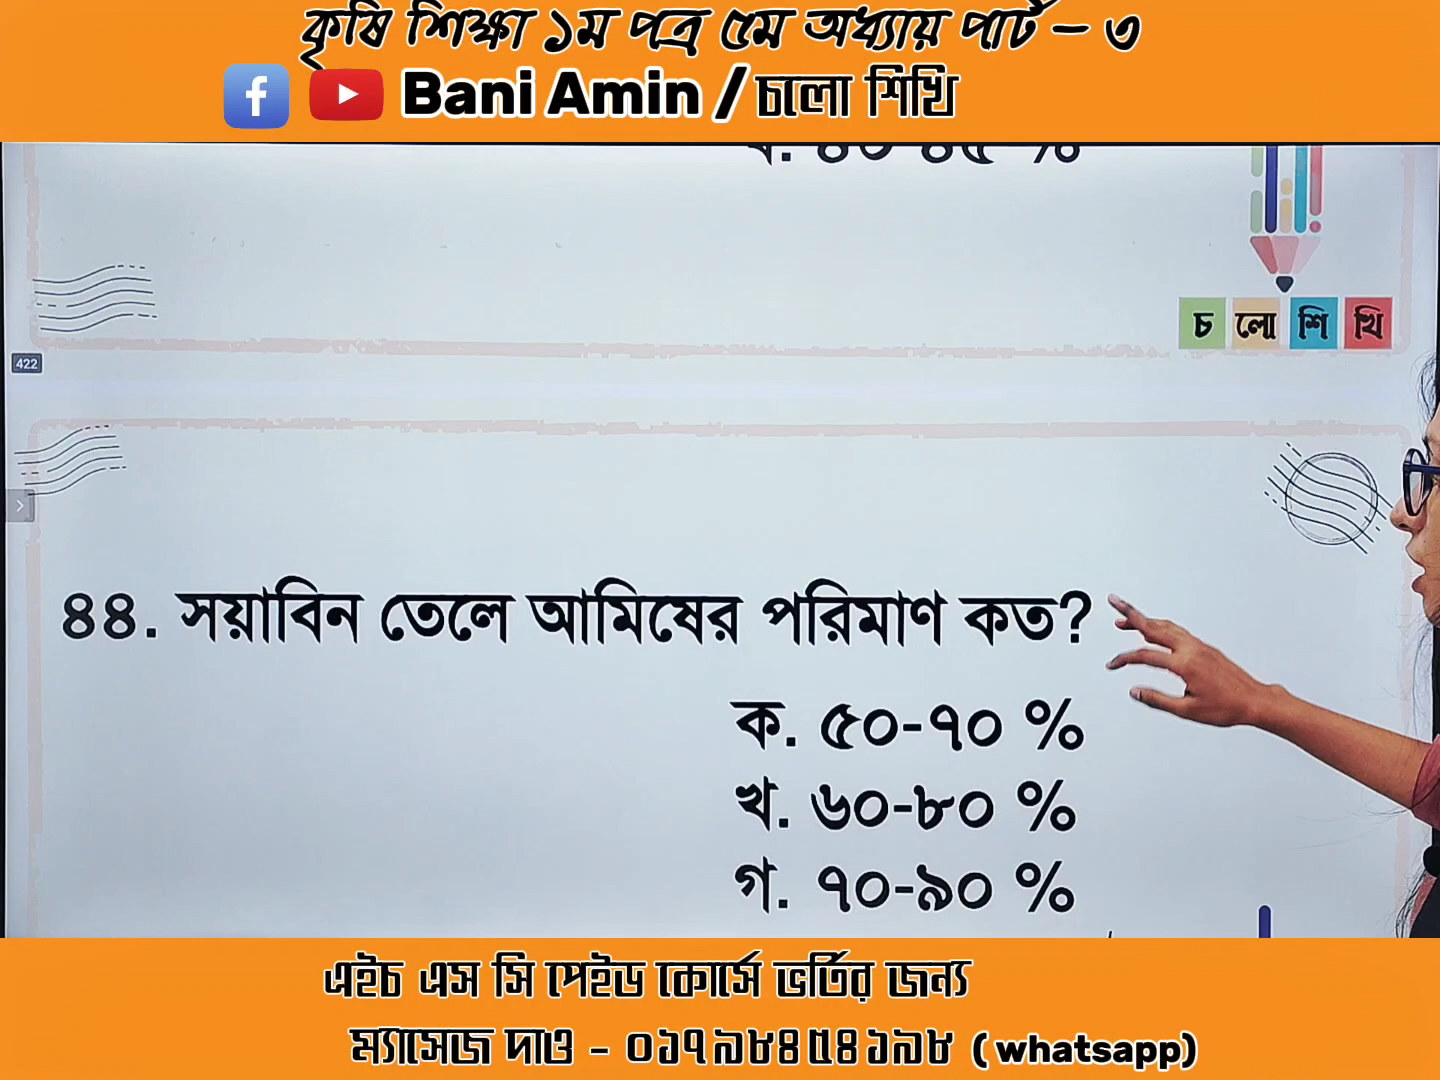 কৃষি শিক্ষা ১ম পত্র ৫ম অধ্যায় পার্ট – ৩
f Bani Amin / চলো শিখি
চ লো শি খি
422
৪৪. সয়াবিন তেলে আমিষের পরিমাণ কত?
ক. ৫০-৭০ %
খ. ৬০-৮০ %
গ. ৭০-৯০ %
এইচ এস সি পেইড কোর্সে ভর্তির জন্য
ম্যাসেজ দাও - ০১৭৯৮৪৫৪১৯৮ ( whatsapp)